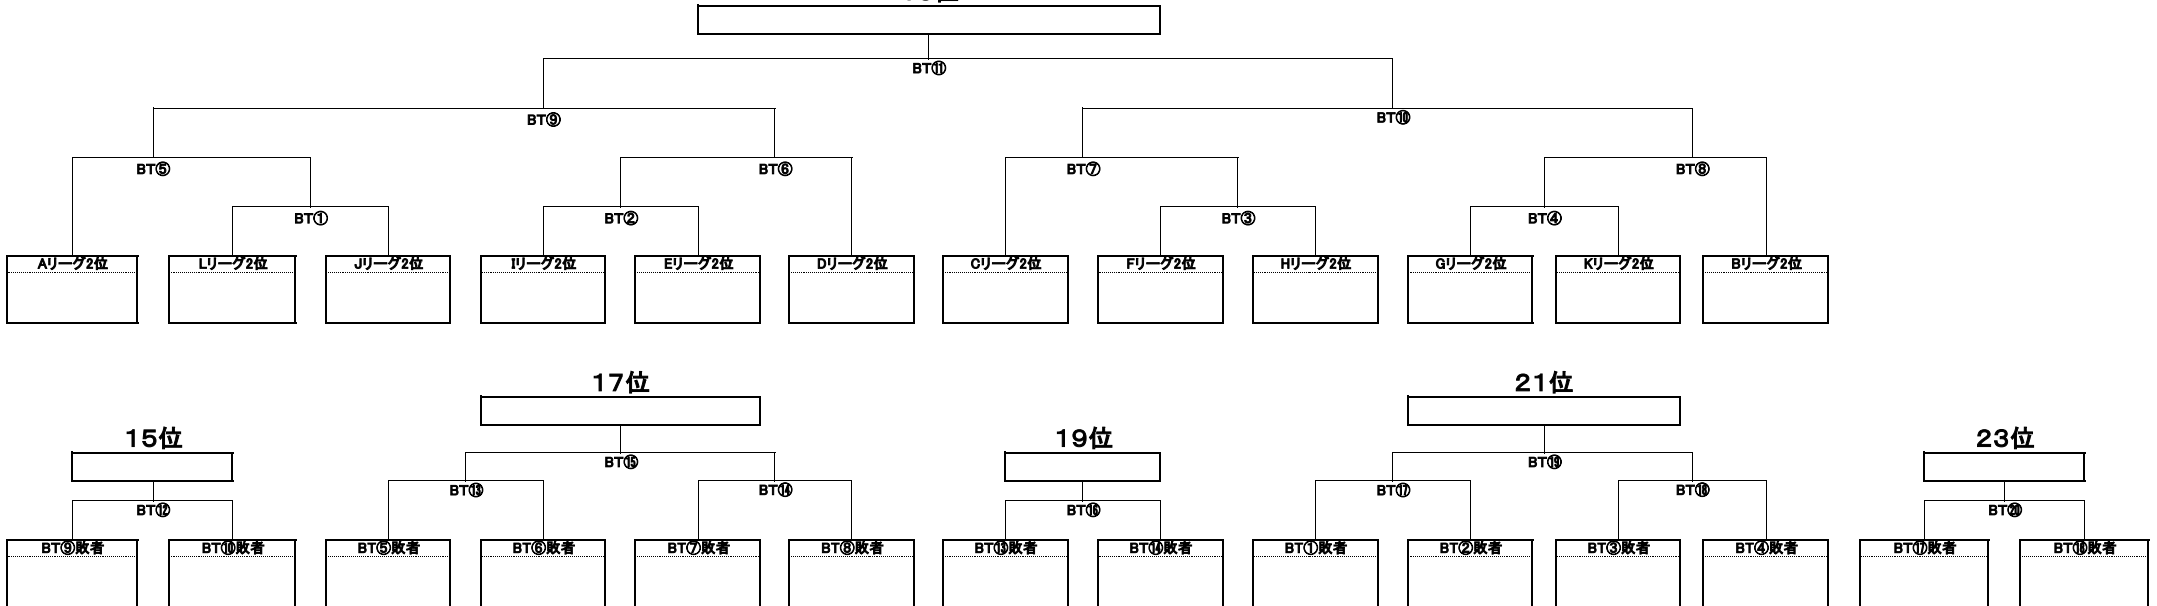 BT⑪
BT⑨ BT⑩
BT⑤ BT⑥ BT⑦ BT⑧
BT① BT② BT③ BT④
Aリーグ2位 Lリーグ2位 Jリーグ2位 Iリーグ2位 Eリーグ2位 Dリーグ2位 Cリーグ2位 Fリーグ2位 Hリーグ2位 Gリーグ2位 Kリーグ2位 Bリーグ2位
17位 21位
15位 19位 23位
BT⑮ BT⑲
BT⑬ BT⑭ BT⑰ BT⑱
BT⑫ BT⑯ BT⑳
BT⑨敗者 BT⑩敗者 BT⑤敗者 BT⑥敗者 BT⑦敗者 BT⑧敗者 BT⑬敗者 BT⑭敗者 BT①敗者 BT②敗者 BT③敗者 BT④敗者 BT⑰敗者 BT⑱敗者